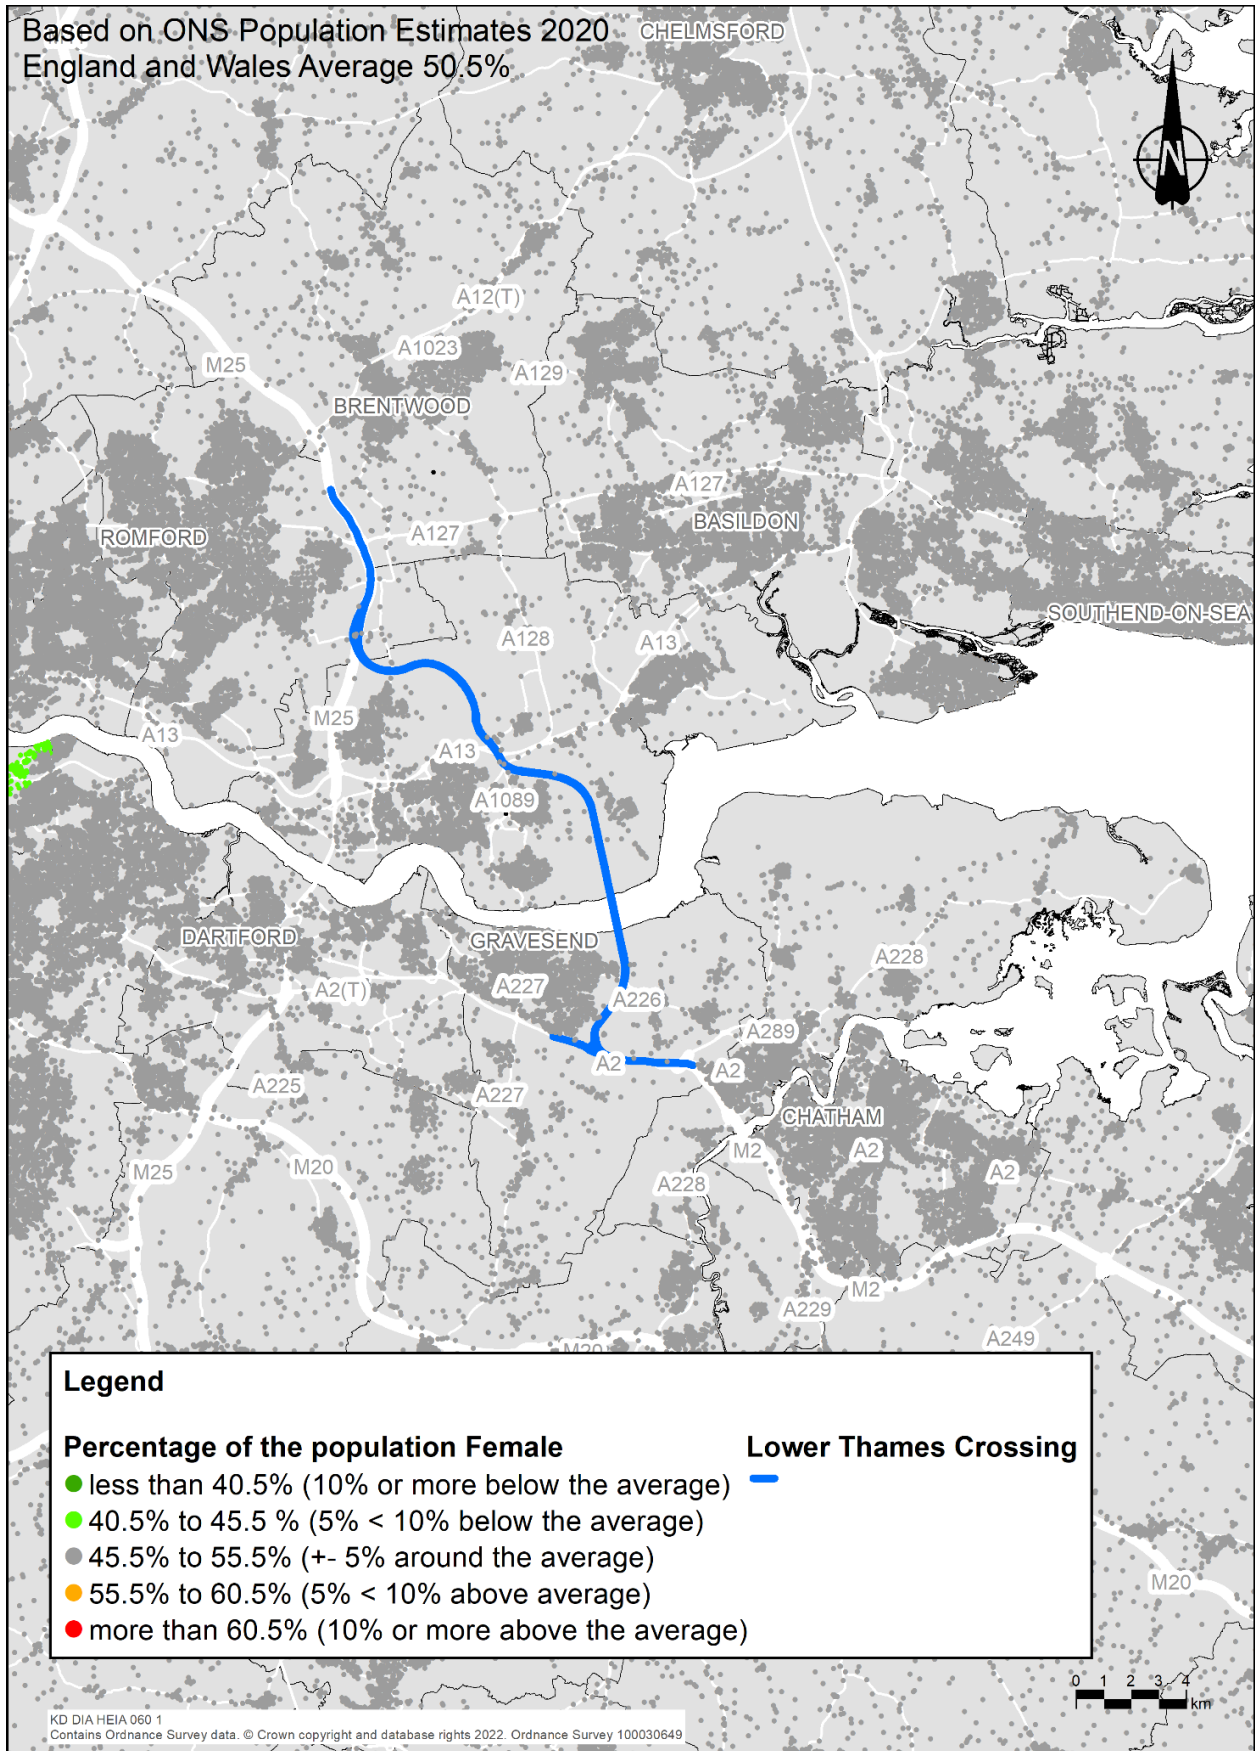 Based on ONS Population Estimates 2020
England and Wales Average 50.5%
CHELMSFORD
N
A12(T)
A1023
M25
A129
BRENTWOOD
A127
BASILDON
ROMFORD
A127
SOUTHEND-ON-SEA
A128
A13
M25
A13
A13
A1089
DARTFORD
GRAVESEND
A228
A2(T)
A227
A226
A289
A2
A2
A225
A227
CHATHAM
A2
M25
M20
M2
A228
A2
M2
A229
A249
M20
Legend
Percentage of the population Female
less than 40.5% (10% or more below the average)
40.5% to 45.5 % (5% < 10% below the average)
45.5% to 55.5% (+- 5% around the average)
55.5% to 60.5% (5% < 10% above average)
more than 60.5% (10% or more above the average)
Lower Thames Crossing
M20
0 1 2 3 4
km
KD DIA HEIA 060 1
Contains Ordnance Survey data. © Crown copyright and database rights 2022. Ordnance Survey 100030649